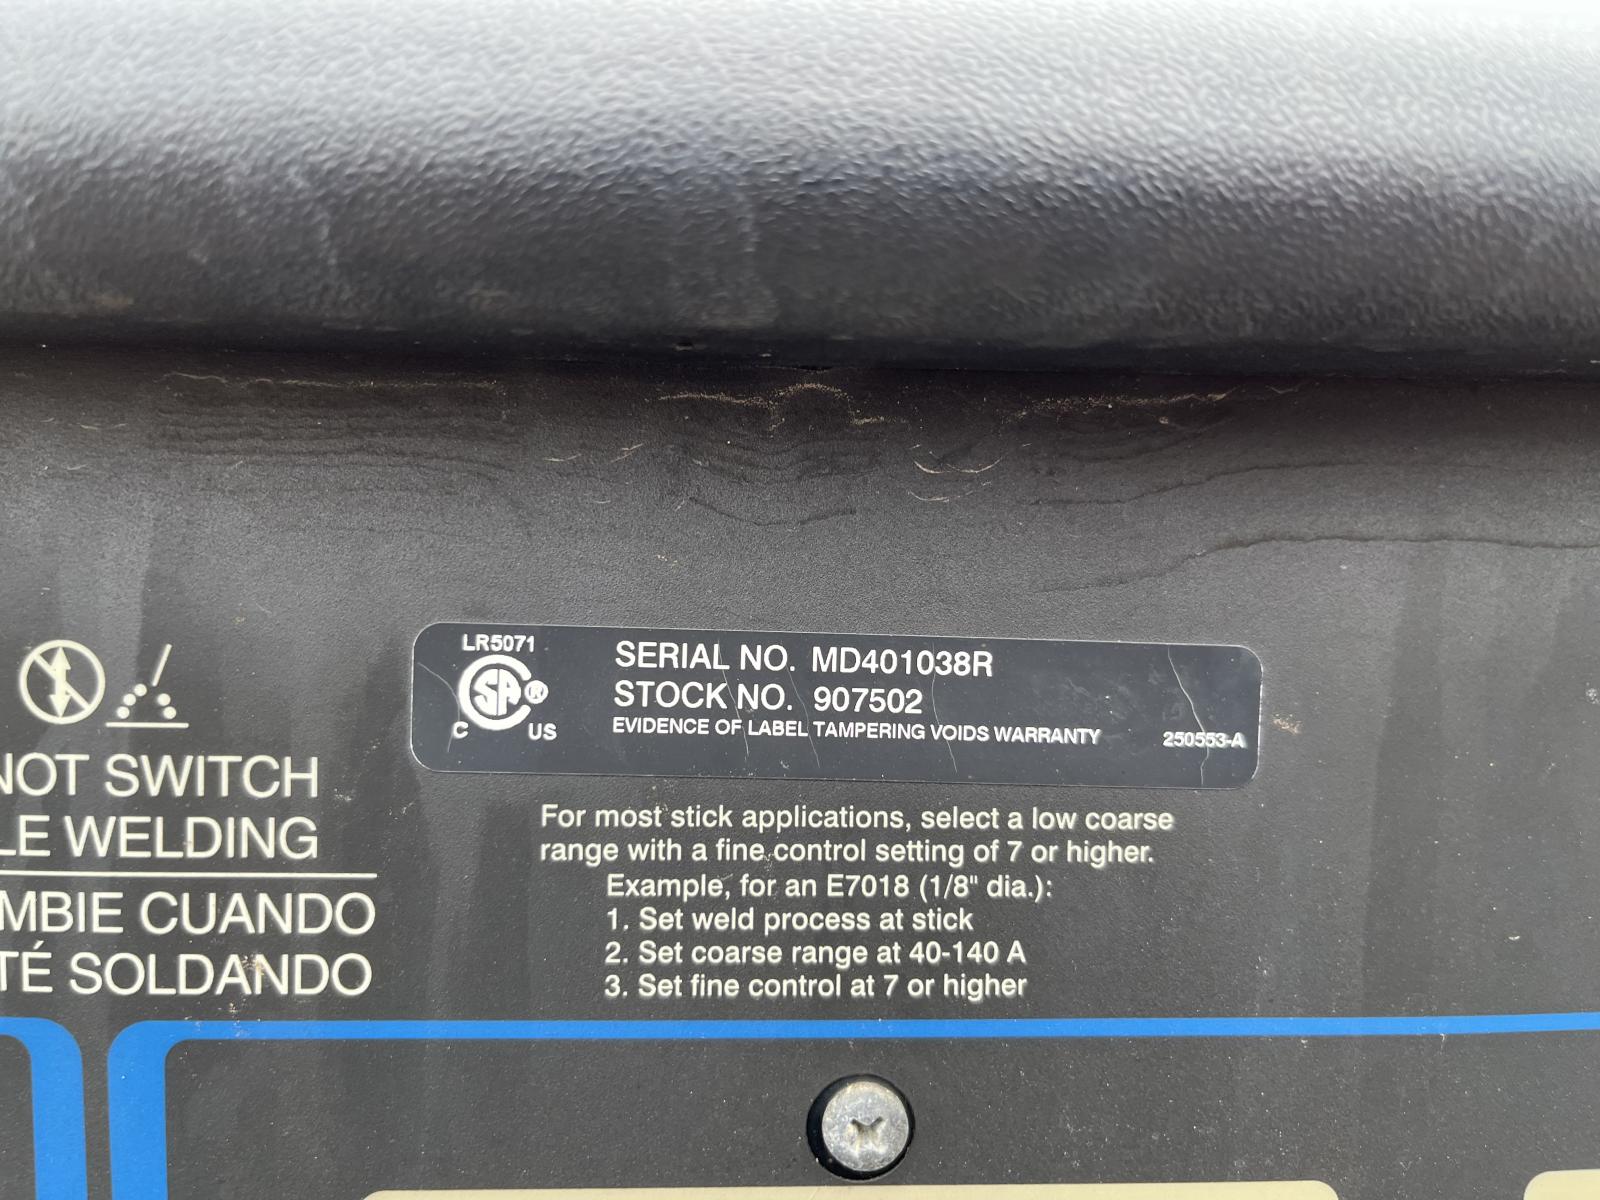 LR5071
SA®
C US
SERIAL NO. MD401038R
STOCK NO. 907502
EVIDENCE OF LABEL TAMPERING VOIDS WARRANTY
250553-A
NOT SWITCH
LE WELDING
MBIE CUANDO
TÉ SOLDANDO
For most stick applications, select a low coarse
range with a fine control setting of 7 or higher.
Example, for an E7018 (1/8" dia.):
1. Set weld process at stick
2. Set coarse range at 40-140 A
3. Set fine control at 7 or higher